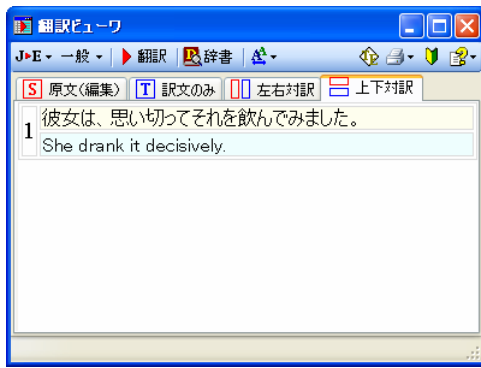 翻訳ビューワ
J▶E 一般 翻訳 辞書
S 原文(編集) T 訳文のみ 左右対訳 上下対訳
1 彼女は、思い切ってそれを飲んでみました。
She drank it decisively.